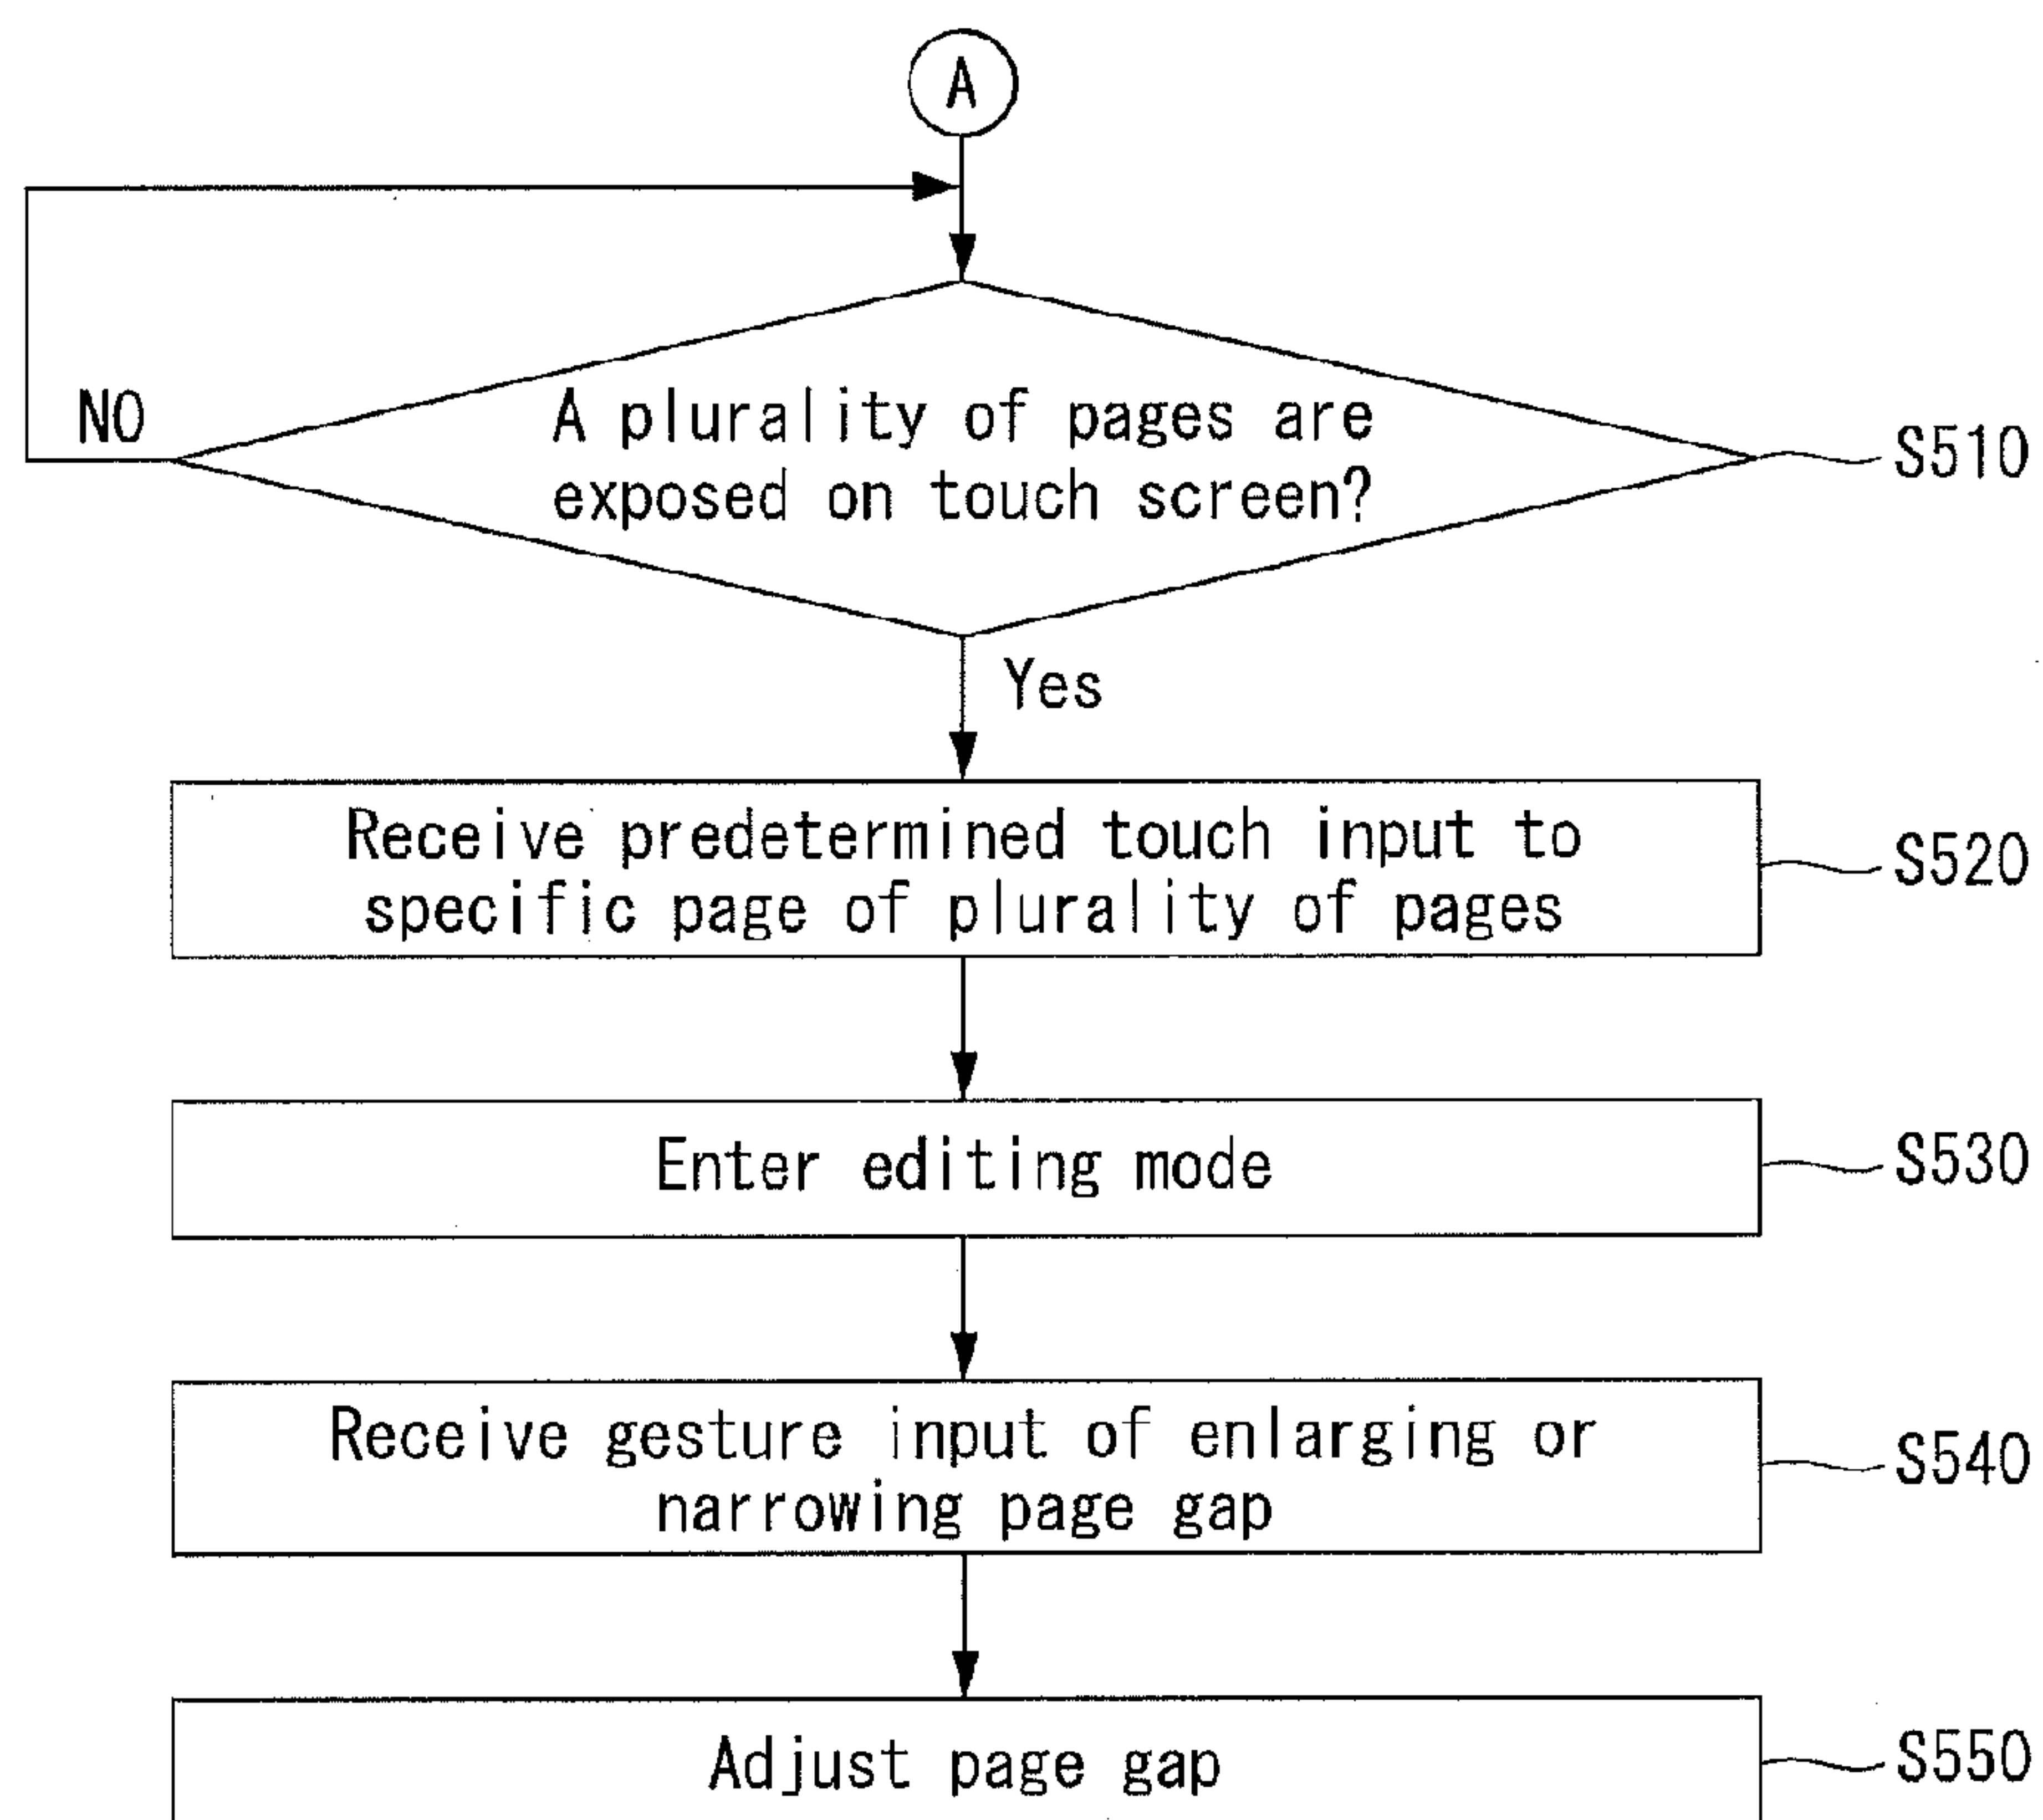 A
NO
A plurality of pages are
exposed on touch screen?
S510
Yes
Receive predetermined touch input to
specific page of plurality of pages
S520
Enter editing mode
S530
Receive gesture input of enlarging or
narrowing page gap
S540
Adjust page gap
S550